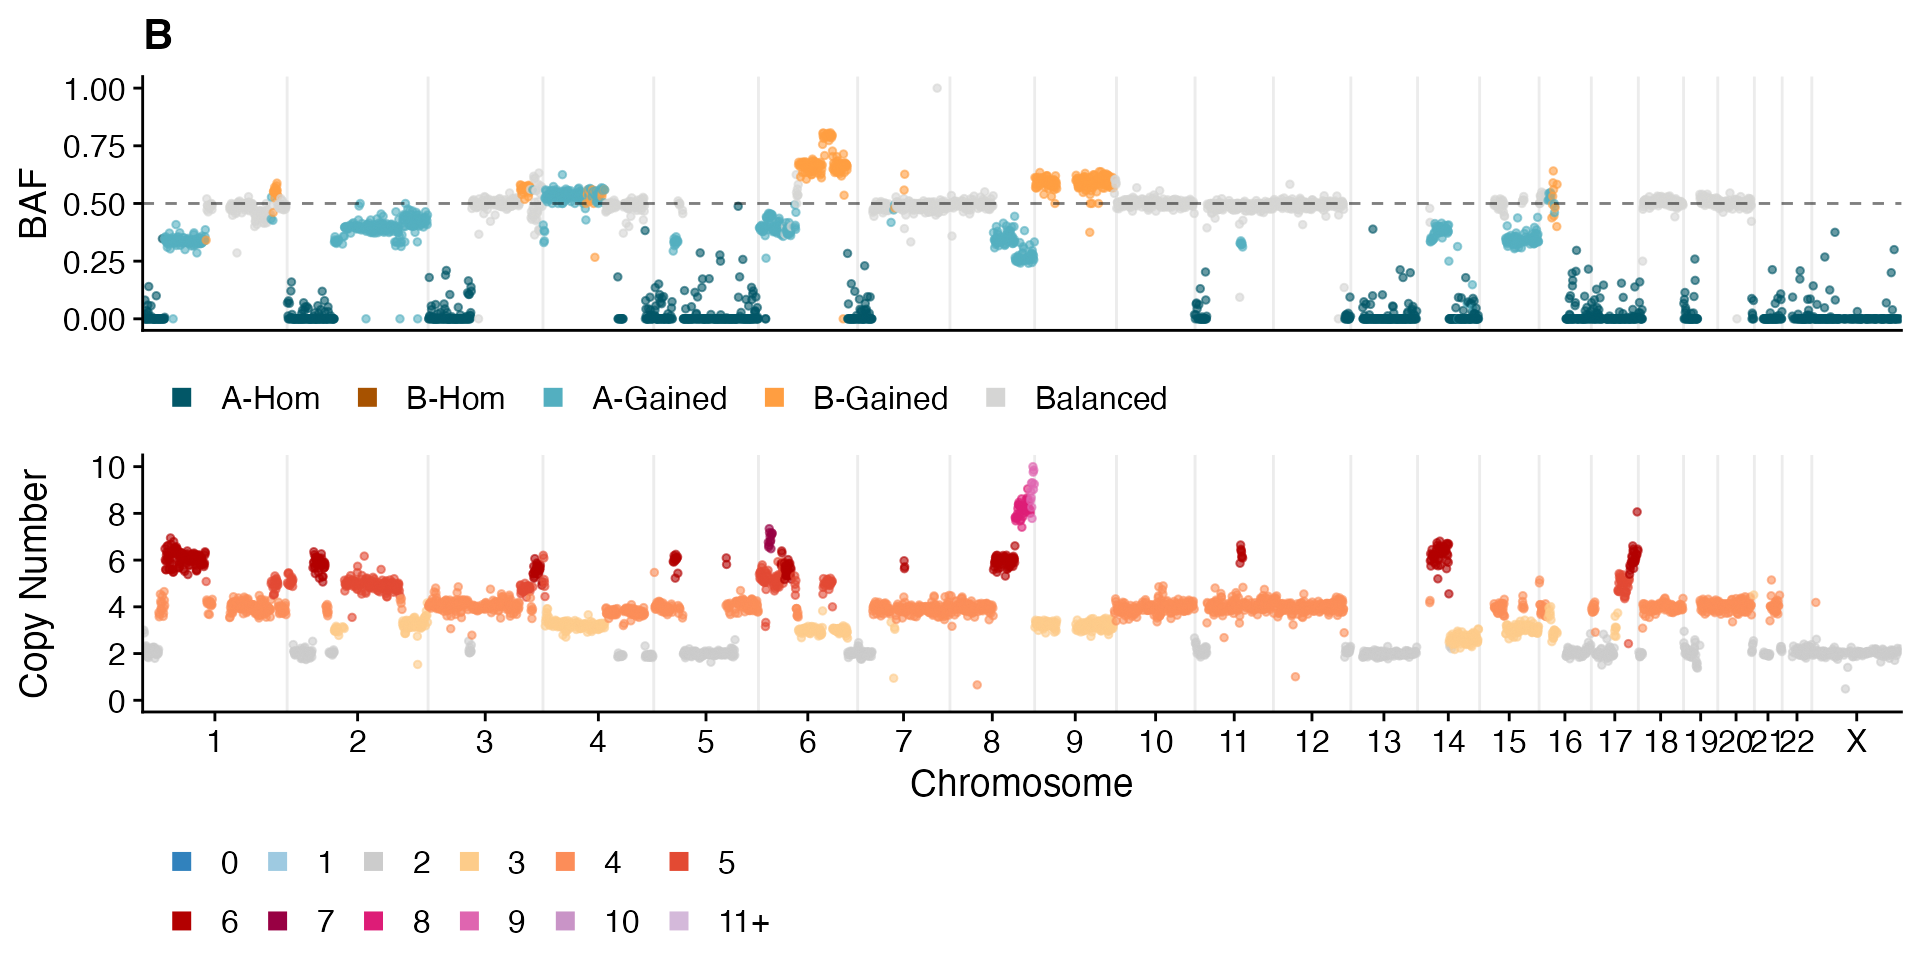 B
BAF
1.00
0.75
0.50
0.25
0.00
A-Hom B-Hom A-Gained B-Gained Balanced
Copy Number
10
8
6
4
2
0
1 2 3 4 5 6 7 8 9 10 11 12 13 14 15 16 17 18 19 20 21 22 X
Chromosome
0 1 2 3 4 5
6 7 8 9 10 11+